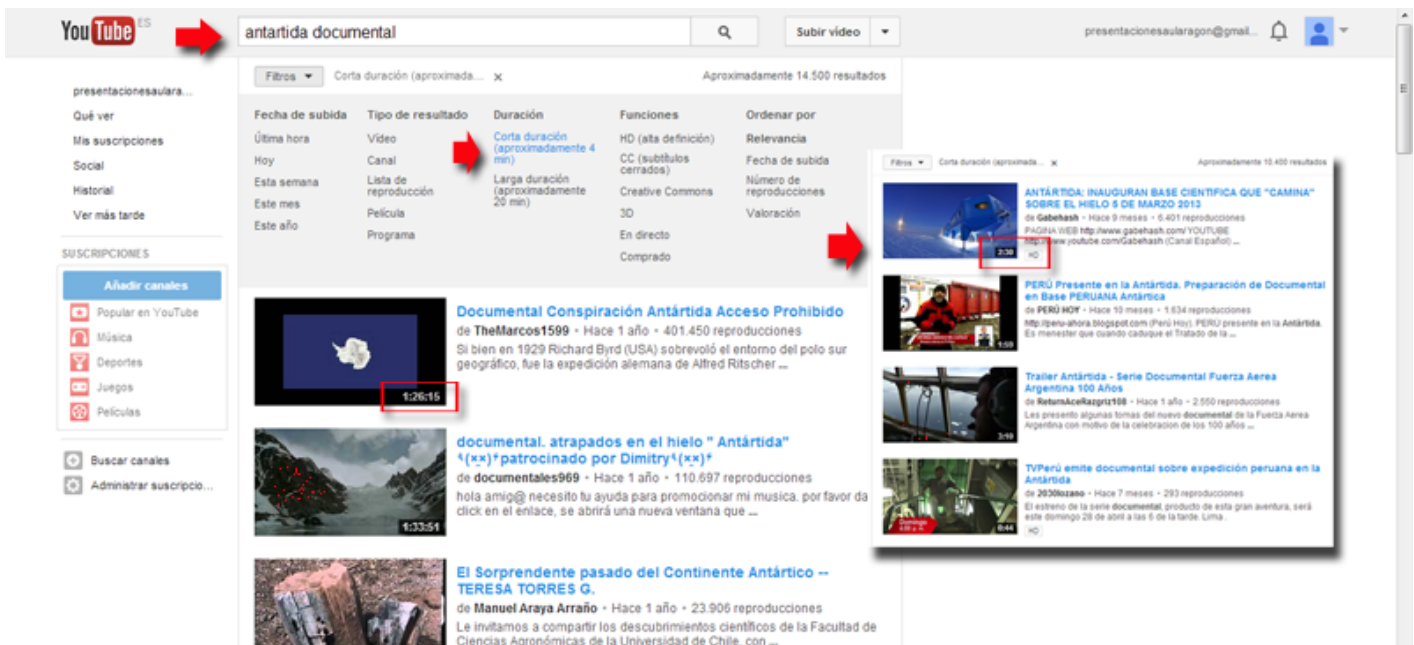 YouTube ES
antartida documental
Subir vídeo
presentacionesaularagon@gmail...
presentacionesaulara...
Qué ver
Mis suscripciones
Social
Historial
Ver más tarde
SUSCRIPCIONES
Añadir canales
Popular en YouTube
Música
Deportes
Juegos
Películas
Buscar canales
Administrar suscripcio...
Filtros
Corta duración (aproximada... x
Aproximadamente 14.500 resultados
Fecha de subida
Última hora
Hoy
Esta semana
Este mes
Este año
Tipo de resultado
Vídeo
Canal
Lista de
reproducción
Película
Programa
Duración
Corta duración
(aproximadamente 4
min)
Larga duración
(aproximadamente
20 min)
Funciones
HD (alta definición)
CC (subtítulos
cerrados)
Creative Commons
3D
En directo
Comprado
Ordenar por
Relevancia
Fecha de subida
Número de
reproducciones
Valoración
1:26:15
Documental Conspiración Antártida Acceso Prohibido
de TheMarcos1599 • Hace 1 año • 401.450 reproducciones
Si bien en 1929 Richard Byrd (USA) sobrevoló el entorno del polo sur
geográfico, fue la expedición alemana de Alfred Ritscher ...
1:33:51
documental. atrapados en el hielo " Antártida"
patrocinado por Dimitry
de documentales969 • Hace 1 año • 110.697 reproducciones
hola amig@ necesito tu ayuda para promocionar mi musica. por favor da
click en el enlace, se abrirá una nueva ventana que ...
El Sorprendente pasado del Continente Antártico --
TERESA TORRES G.
de Manuel Araya Arraño • Hace 1 año • 23.906 reproducciones
Le invitamos a compartir los descubrimientos científicos de la Facultad de
Ciencias Agronómicas de la Universidad de Chile, con ...
Filtros
Corta duración (aproximada... x
Aproximadamente 10.400 resultados
2:30
ANTÁRTIDA: INAUGURAN BASE CIENTIFICA QUE "CAMINA"
SOBRE EL HIELO 5 DE MARZO 2013
de Gabehash • Hace 9 meses • 6.401 reproducciones
PAGINA WEB http://www.gabehash.com/ YOUTUBE
http://www.youtube.com/Gabehash (Canal Español) ...
HD
1:59
PERÚ Presente en la Antártida. Preparación de Documental
en Base PERUANA Antártica
de PERÚ HOY • Hace 10 meses • 1.634 reproducciones
http://peru-ahora.blogspot.com (Perú Hoy). PERÚ presente en la Antártida.
Es menester que cuando caduque el Tratado de la ...
3:10
Trailer Antártida - Serie Documental Fuerza Aerea
Argentina 100 Años
de ReturnAceRazgriz108 • Hace 1 año • 2.550 reproducciones
Les presento algunas tomas del nuevo documental de la Fuerza Aerea
Argentina con motivo de la celebracion de los 100 años ...
Domingo
0:44
TVPerú emite documental sobre expedición peruana en la
Antártida
de 2030lozano • Hace 7 meses • 293 reproducciones
El estreno de la serie documental, producto de esta gran aventura, será
este domingo 28 de abril a las 6 de la tarde. Lima..
HD